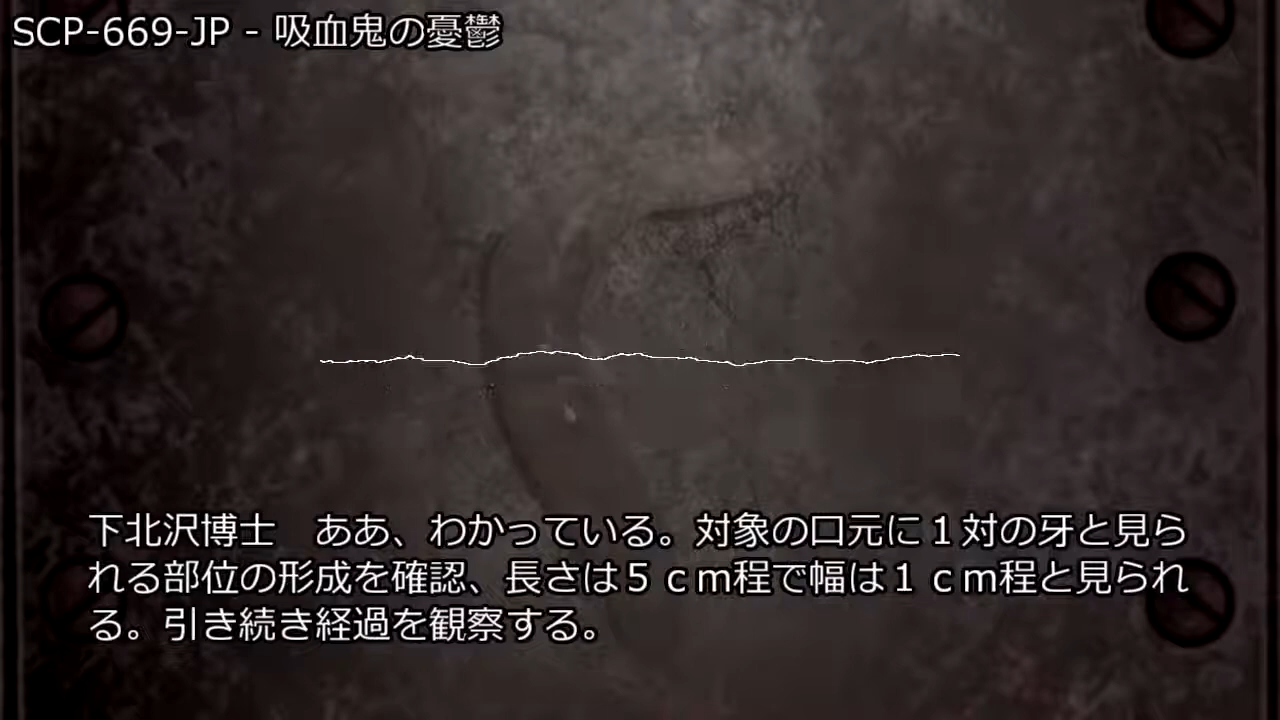 SCP-669-JP - 吸血鬼の憂鬱
下北沢博士　ああ、わかっている。対象の口元に１対の牙と見ら
れる部位の形成を確認、長さは５ｃｍ程で幅は１ｃｍ程と見られ
る。引き続き経過を観察する。